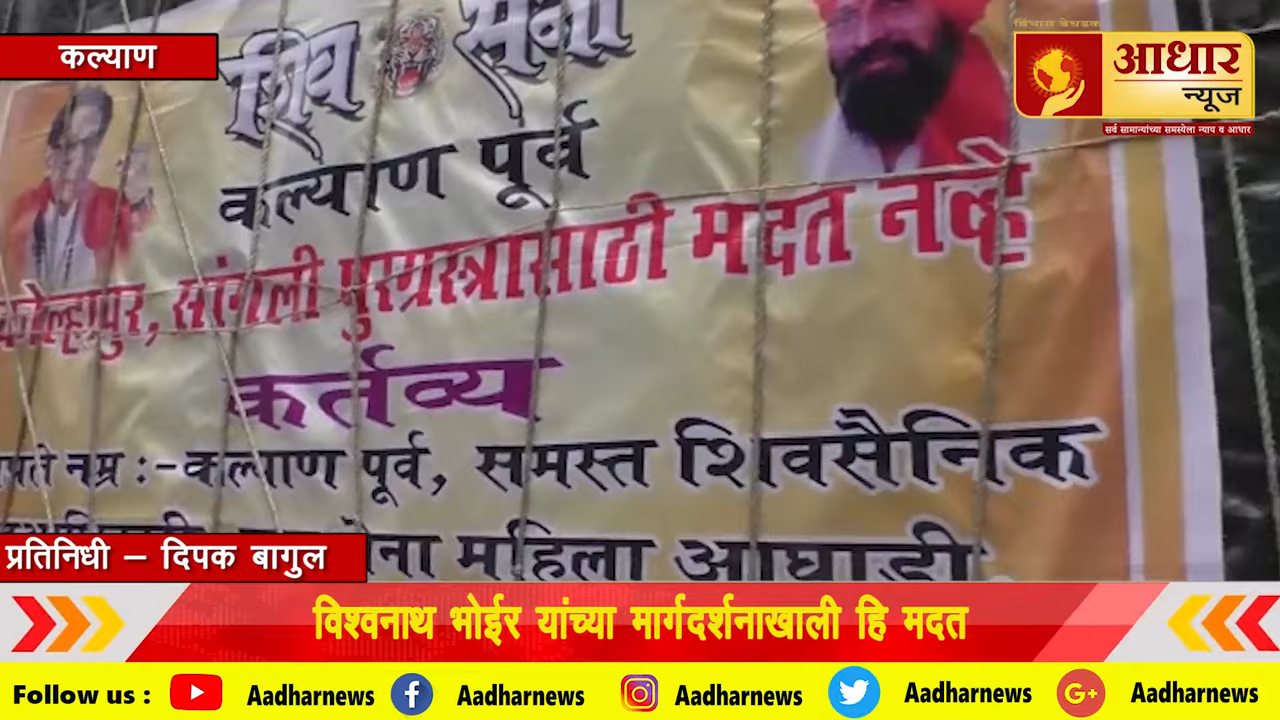 कल्याण
बिंधास बेधडक
आधार
न्यूज
सर्व सामान्यांच्या समस्येला न्याय व आधार
शिव सेना
कल्याण पूर्व
कोल्हापुर, सांगली पुरग्रस्त्रासाठी मदत नव्हे
कर्तव्य
नम्र :- कल्याण पूर्व, समस्त शिवसैनिक
महिला आघाडी
प्रतिनिधी – दिपक बागुल
विश्वनाथ भोईर यांच्या मार्गदर्शनाखाली हि मदत
Follow us : Aadharnews Aadharnews Aadharnews Aadharnews G+ Aadharnews